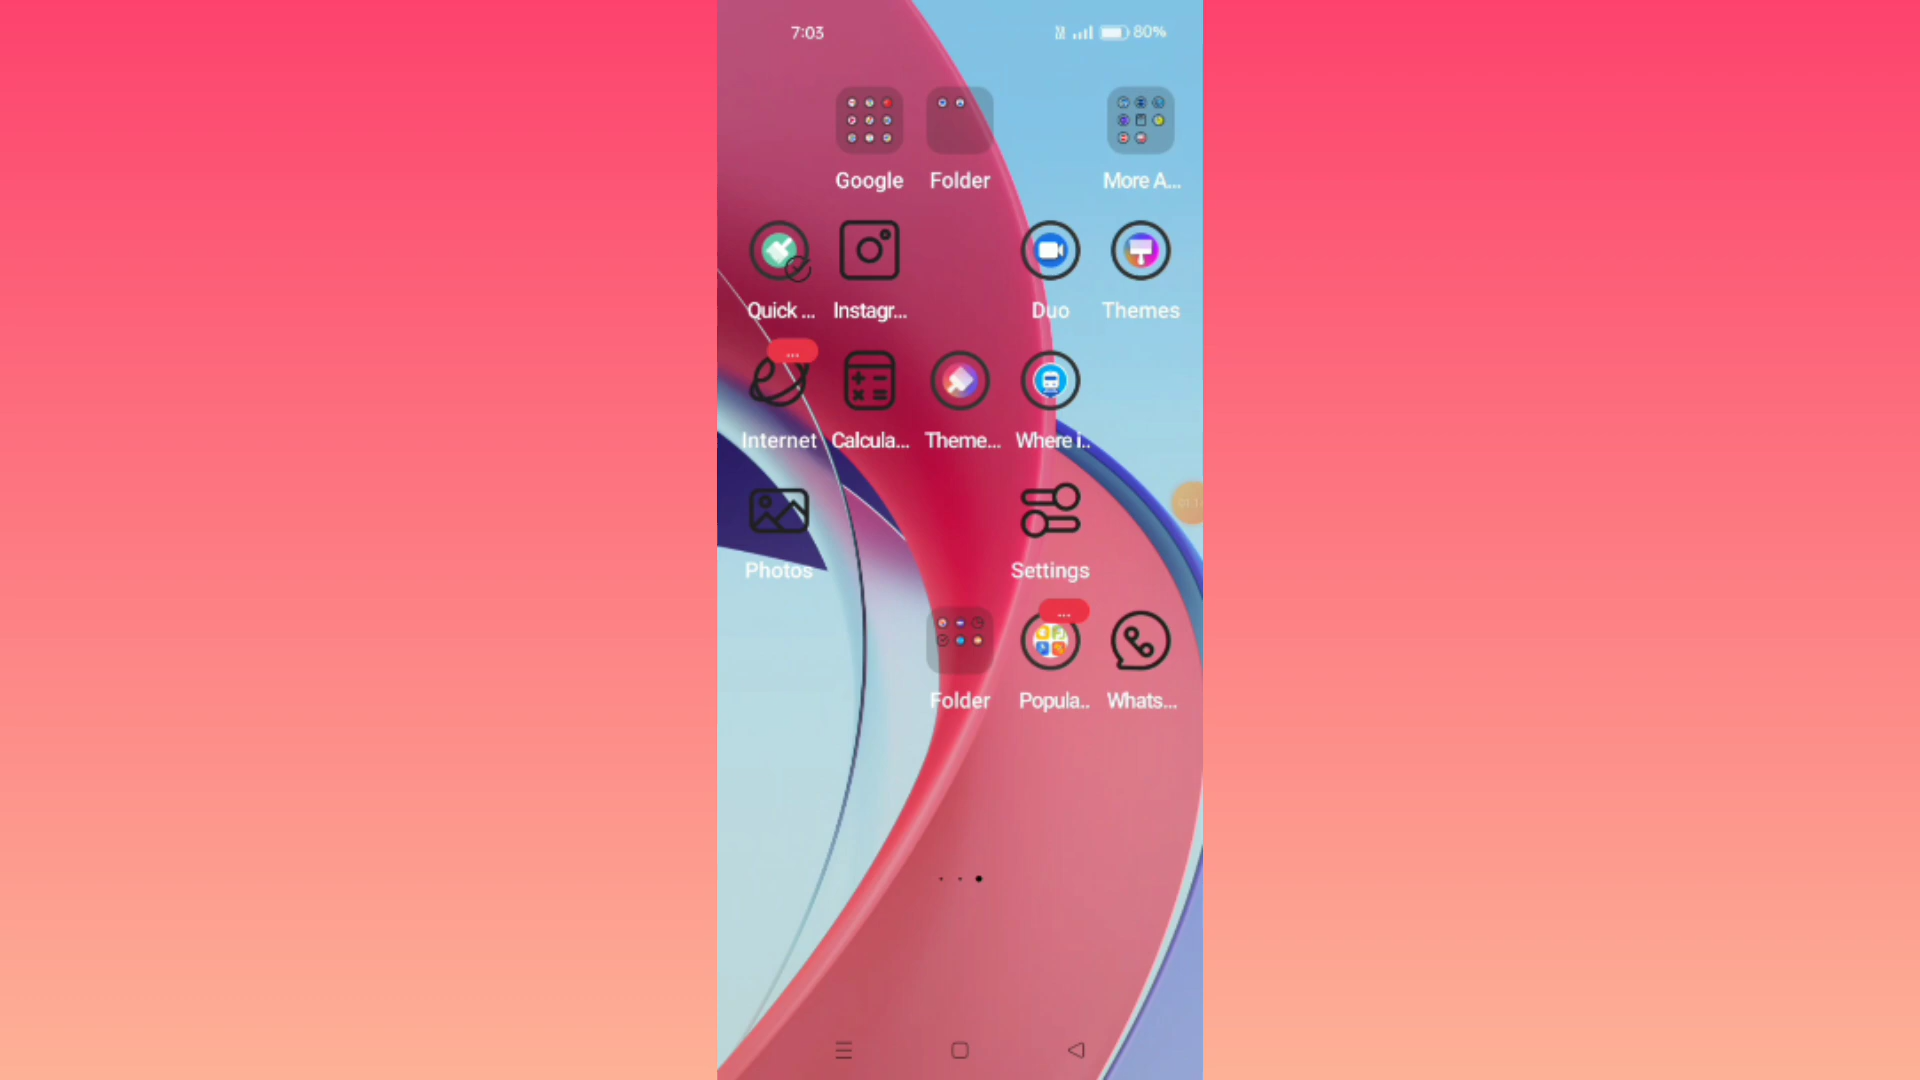 7:03
80%
Google Folder More A...
Quick ... Instagr... Duo Themes
...
Internet Calcula... Theme... Where i..
Photos Settings
...
Folder Popula.. Whats...